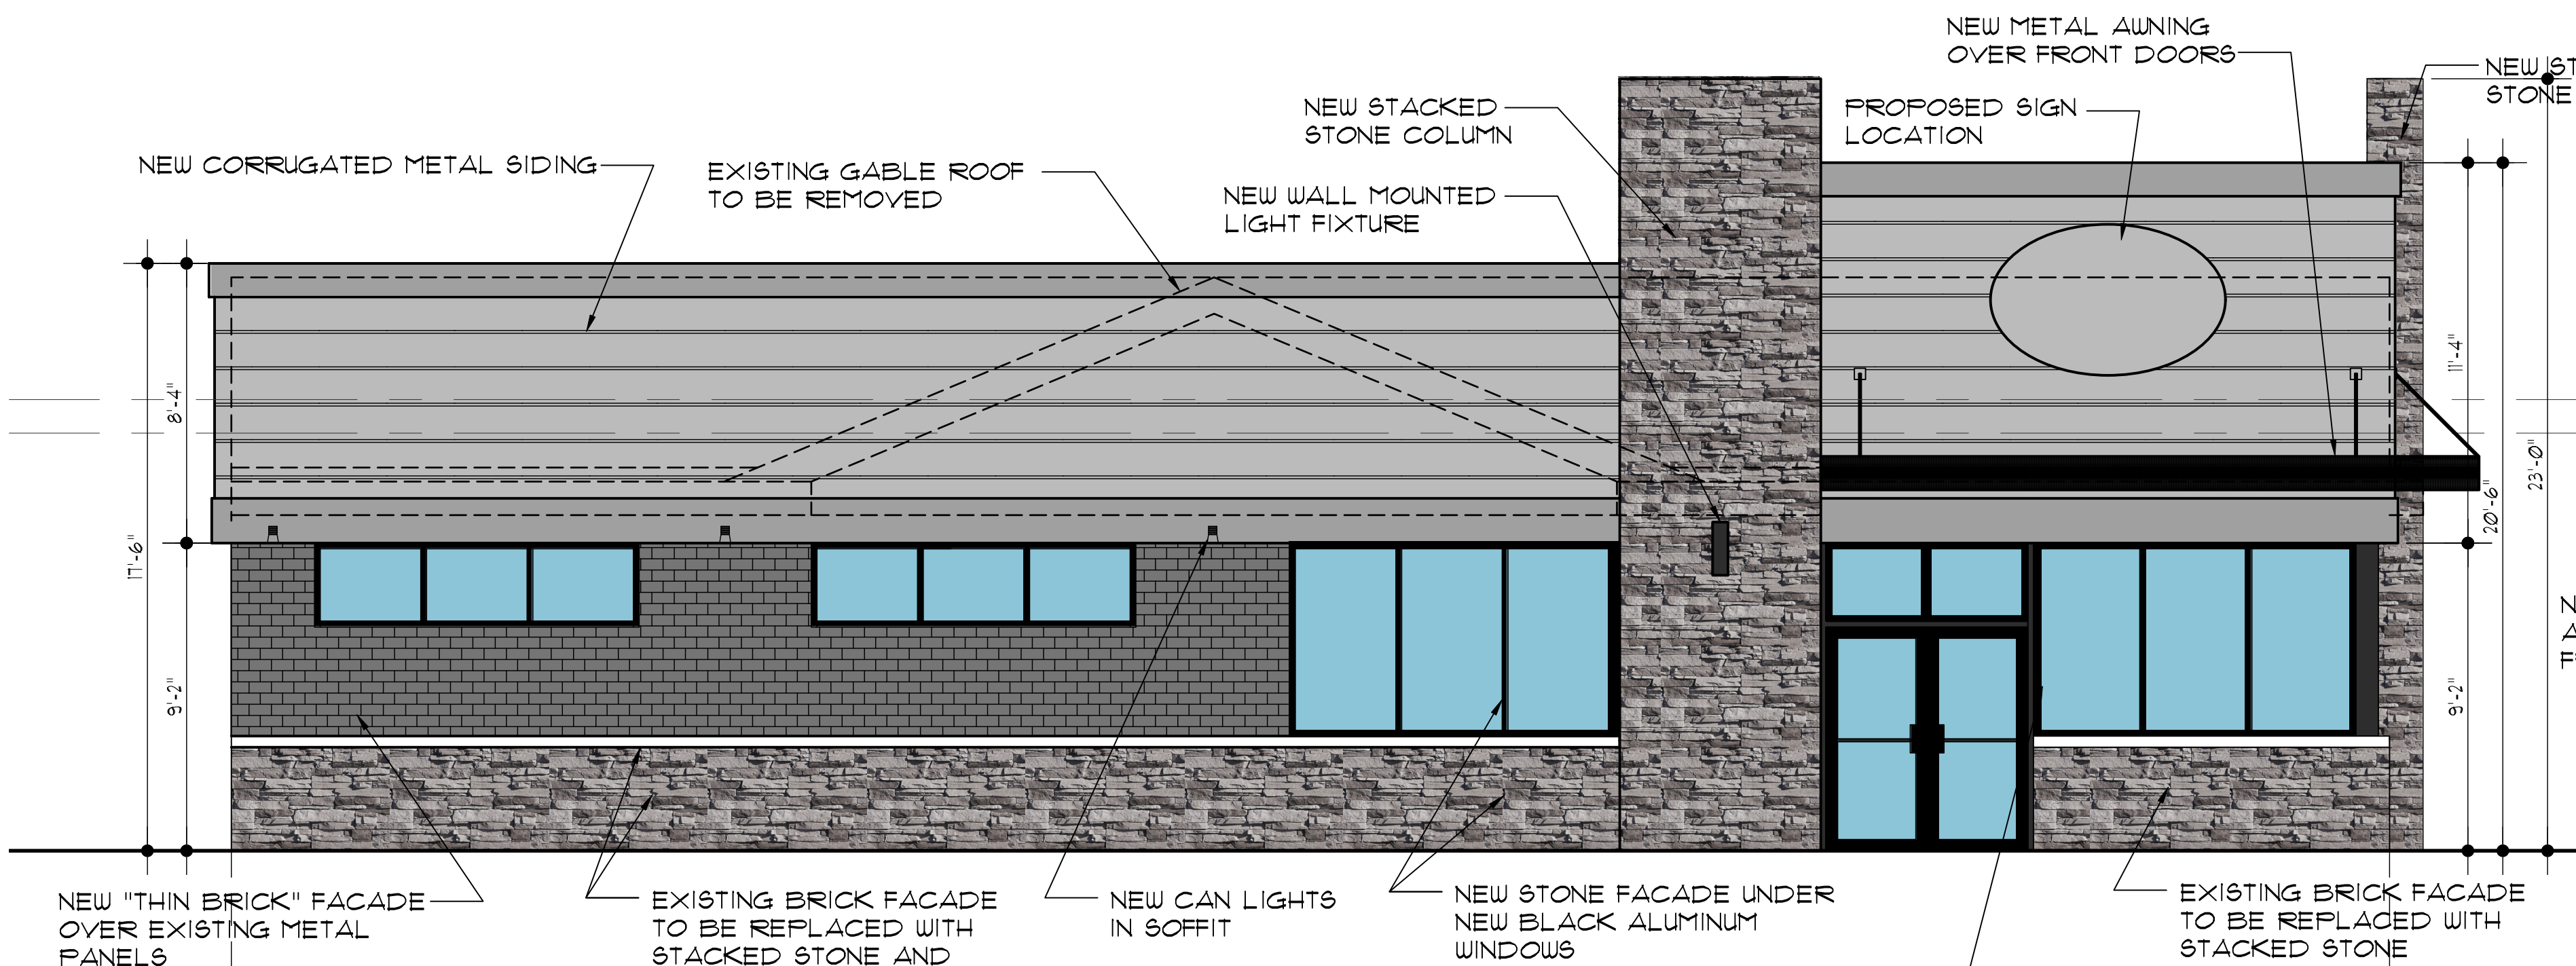 NEW METAL AWNING
OVER FRONT DOORS
NEW ST
STONE
NEW STACKED
STONE COLUMN
PROPOSED SIGN
LOCATION
NEW CORRUGATED METAL SIDING
EXISTING GABLE ROOF
TO BE REMOVED
NEW WALL MOUNTED
LIGHT FIXTURE
8'-4"
17'-6"
9'-2"
11'-4"
23'-0"
20'-6"
9'-2"
NEW "THIN BRICK" FACADE
OVER EXISTING METAL
PANELS
EXISTING BRICK FACADE
TO BE REPLACED WITH
STACKED STONE AND
NEW CAN LIGHTS
IN SOFFIT
NEW STONE FACADE UNDER
NEW BLACK ALUMINUM
WINDOWS
EXISTING BRICK FACADE
TO BE REPLACED WITH
STACKED STONE